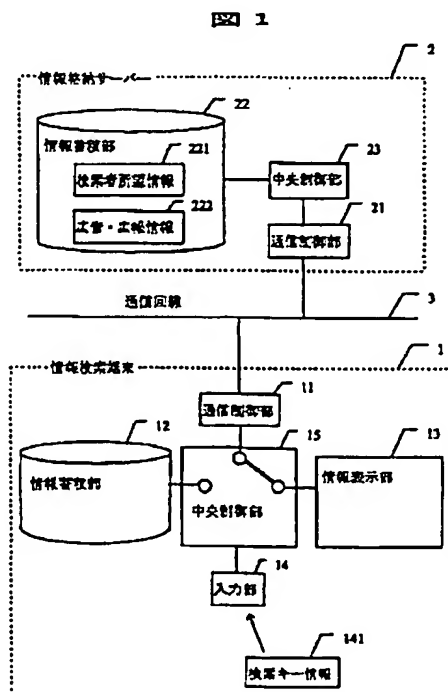 図 1
2
情報格納サーバー
22
情報蓄積部
221
検索者所望情報
222
広告・広報情報
23
中央制御部
21
通信制御部
通信回線
3
1
情報検索端末
11
通信制御部
12
情報蓄積部
15
中央制御部
13
情報表示部
14
入力部
141
検索キー情報